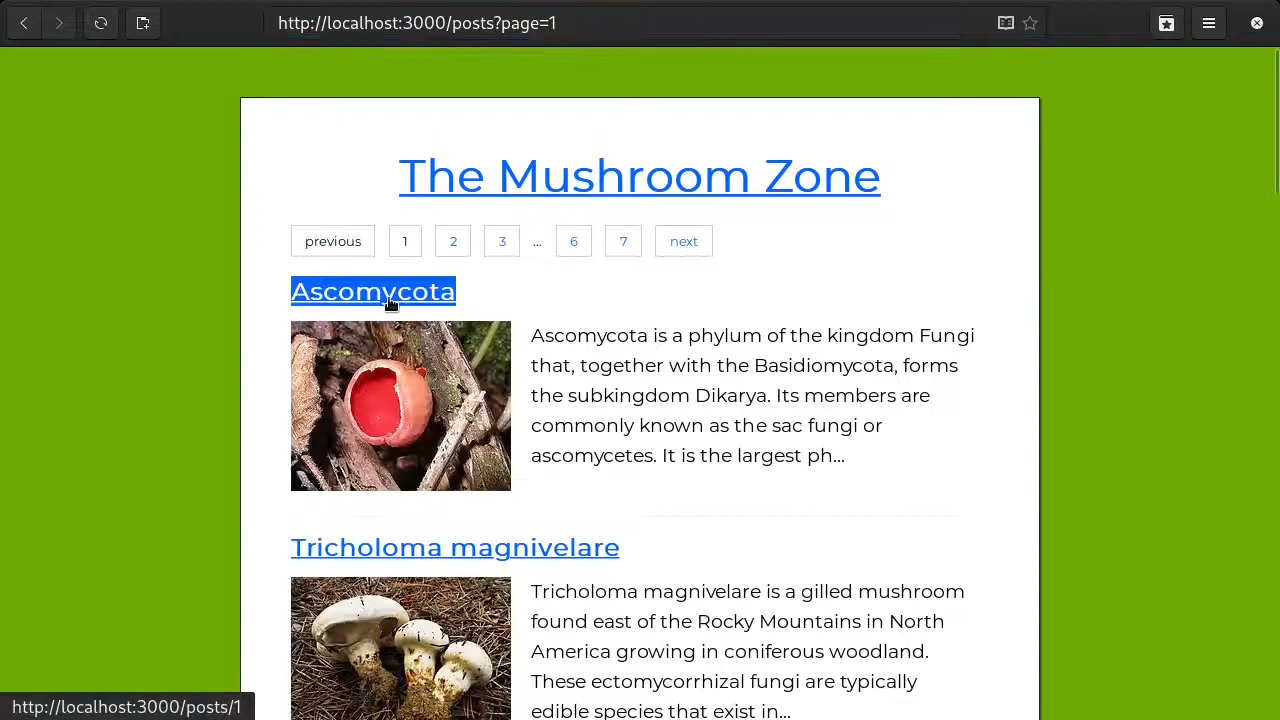 http://localhost:3000/posts?page=1
The Mushroom Zone
previous 1 2 3 ... 6 7 next
Ascomycota
Ascomycota is a phylum of the kingdom Fungi
that, together with the Basidiomycota, forms
the subkingdom Dikarya. Its members are
commonly known as the sac fungi or
ascomycetes. It is the largest ph...
Tricholoma magnivelare
Tricholoma magnivelare is a gilled mushroom
found east of the Rocky Mountains in North
America growing in coniferous woodland.
These ectomycorrhizal fungi are typically
edible species that exist in...
http://localhost:3000/posts/1